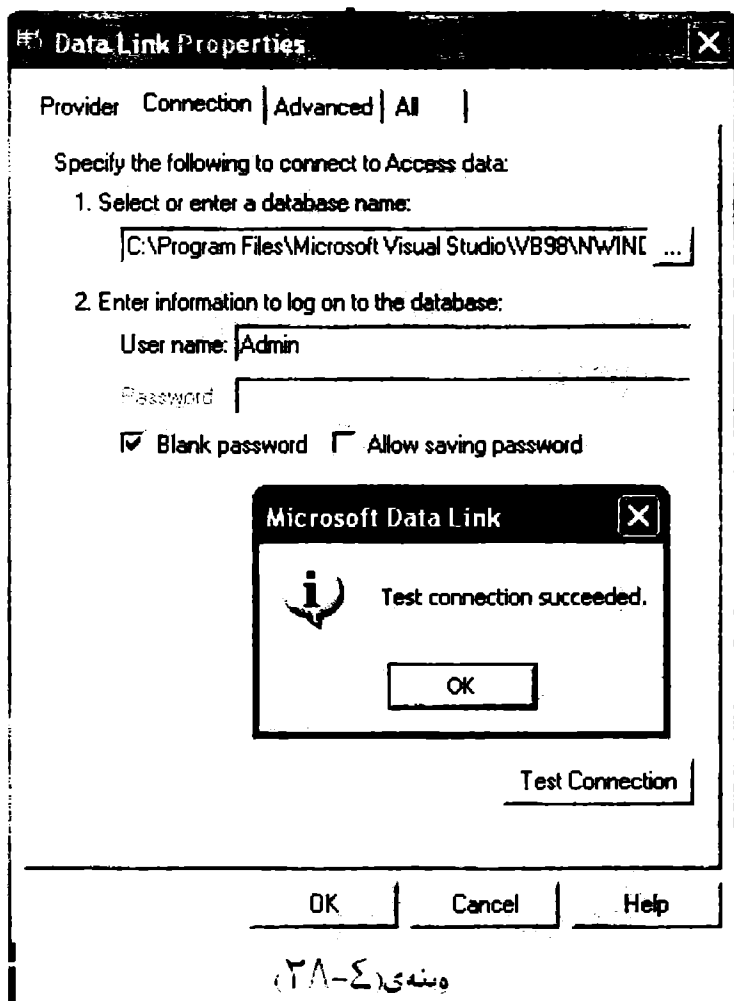 Data Link Properties
Provider Connection Advanced All
Specify the following to connect to Access data:
1. Select or enter a database name:
C:\Program Files\Microsoft Visual Studio\VB98\NWIND ...
2. Enter information to log on to the database:
User name: Admin
Password
Blank password Allow saving password
Microsoft Data Link
Test connection succeeded.
OK
Test Connection
OK Cancel Help
وینەی(٤-٢٨)